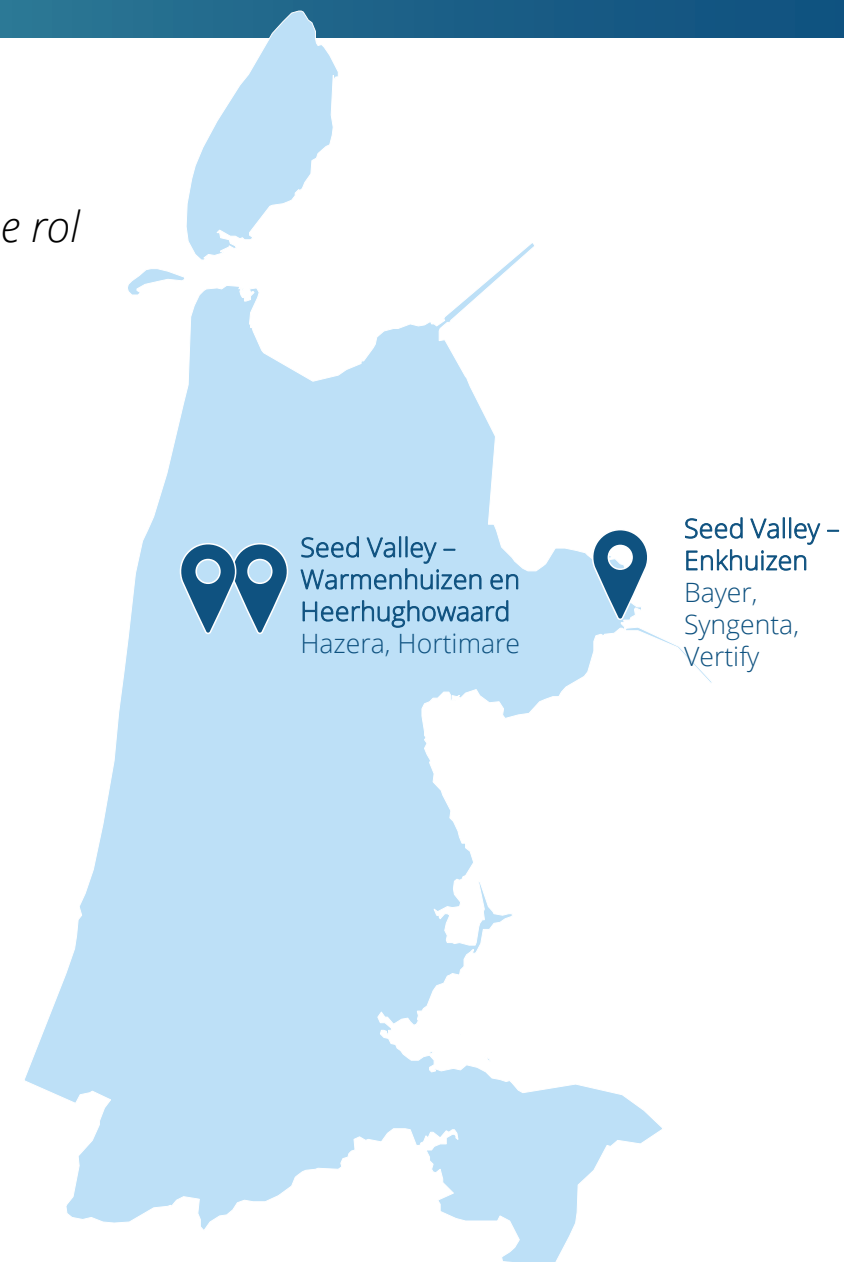 e rol
Seed Valley –
Warmenhuizen en
Heerhughowaard
Hazera, Hortimare
Seed Valley –
Enkhuizen
Bayer,
Syngenta,
Vertify